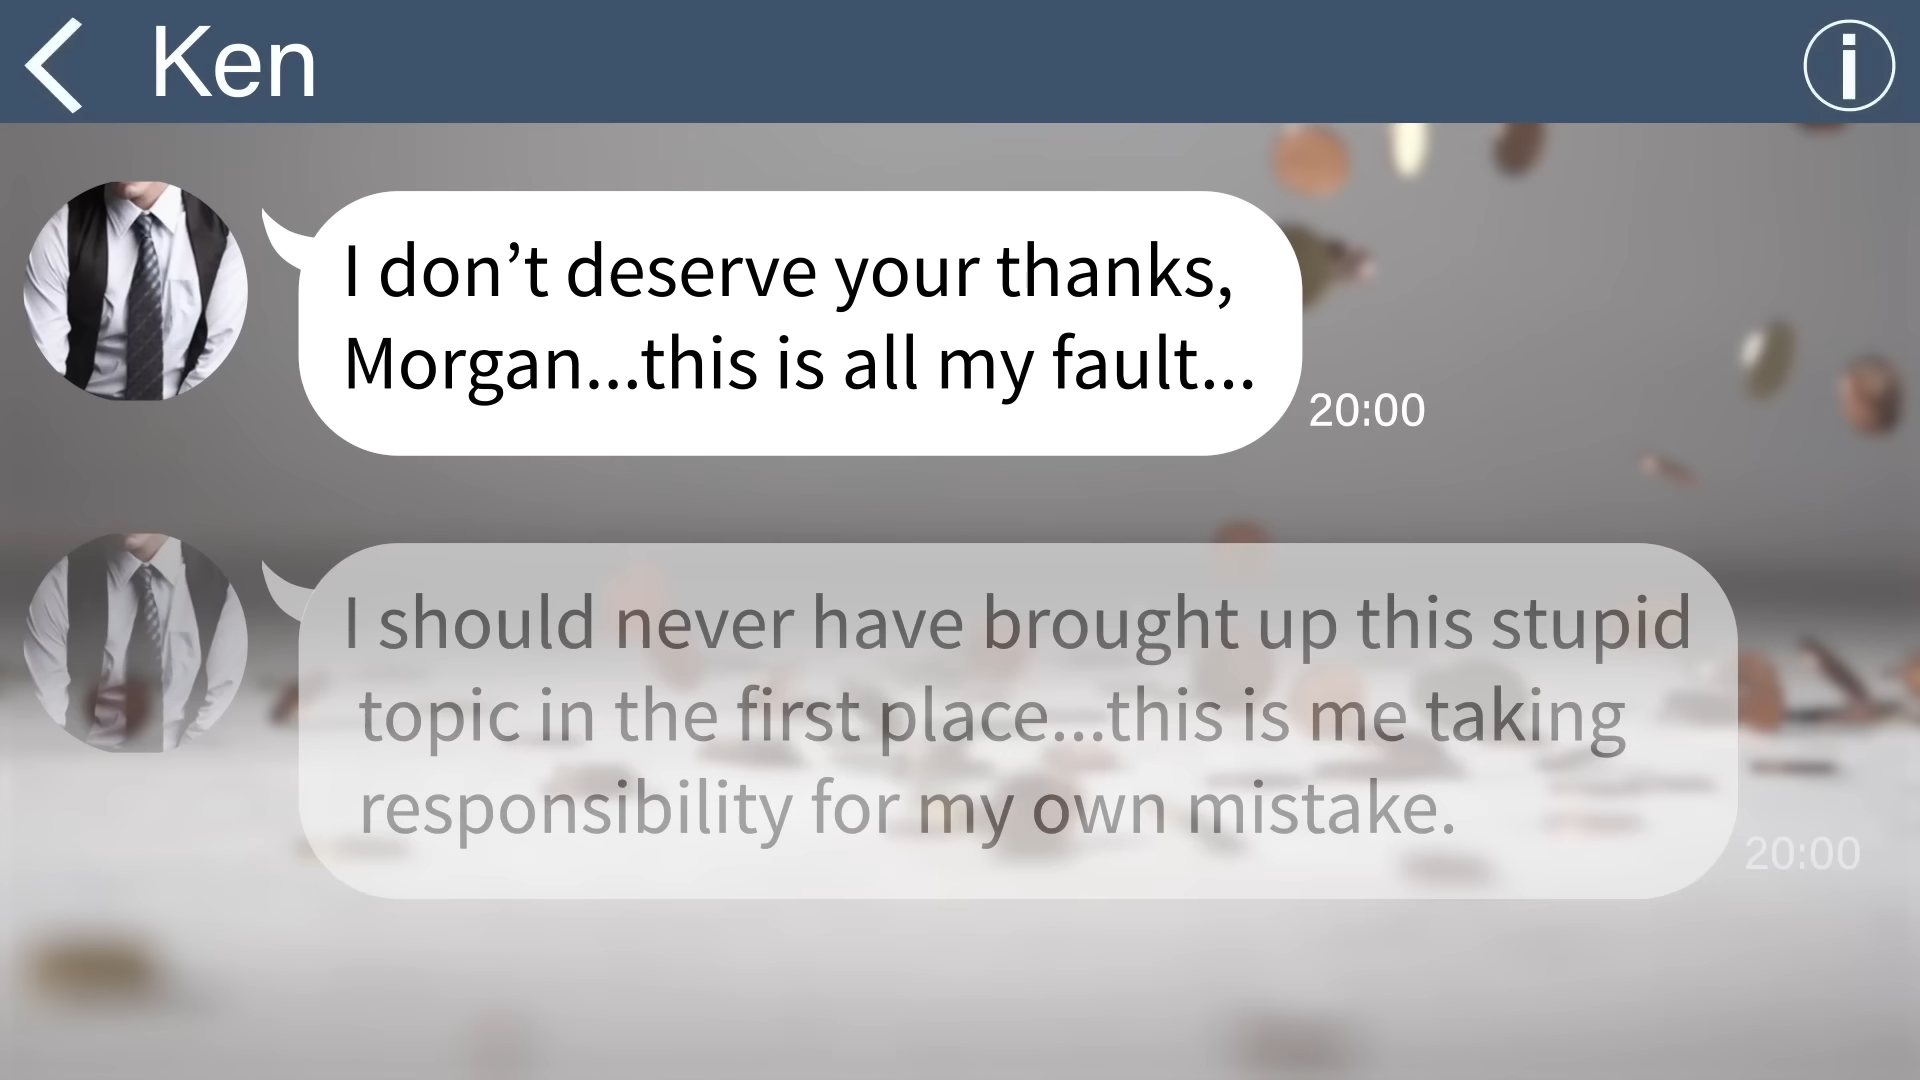 Ken
I don’t deserve your thanks,
Morgan...this is all my fault...
20:00
I should never have brought up this stupid
topic in the first place...this is me taking
responsibility for my own mistake.
20:00